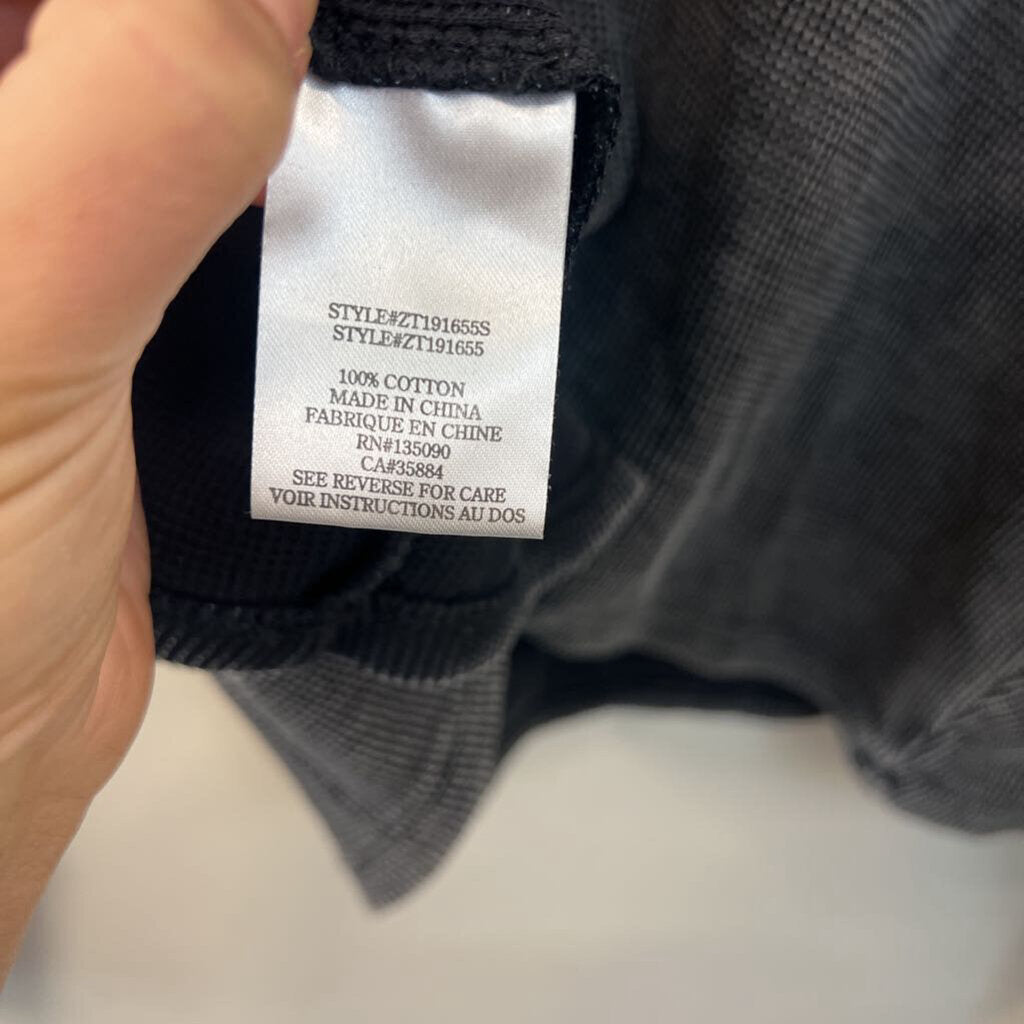 STYLE#ZT191655S
STYLE#ZT191655
100% COTTON
MADE IN CHINA
FABRIQUE EN CHINE
RN#135090
CA#35884
SEE REVERSE FOR CARE
VOIR INSTRUCTIONS AU DOS